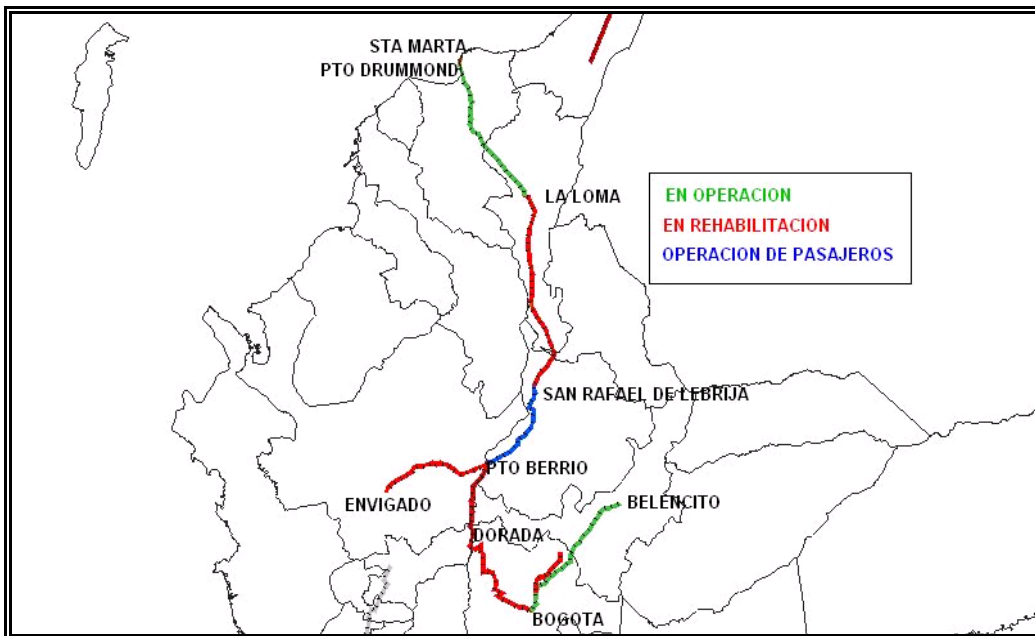 STA MARTA
PTO DRUMMOND
LA LOMA
EN OPERACION
EN REHABILITACION
OPERACION DE PASAJEROS
SAN RAFAEL DE LEBRIJA
PTO BERRIO
ENVIGADO
BELÉNCITO
DORADA
BOGOTA